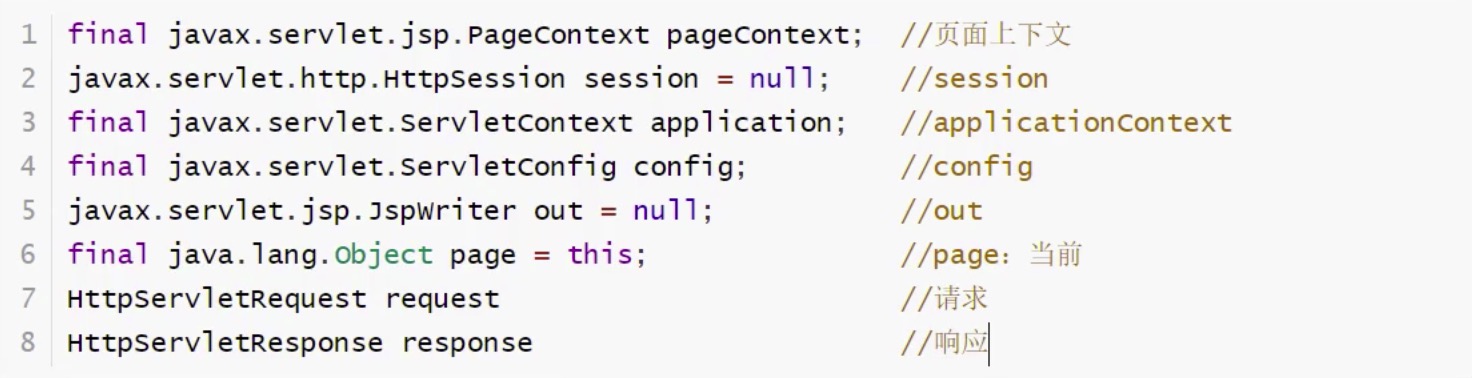 1 final javax.servlet.jsp.PageContext pageContext; //页面上下文
2 javax.servlet.http.HttpSession session = null; //session
3 final javax.servlet.ServletContext application; //applicationContext
4 final javax.servlet.ServletConfig config; //config
5 javax.servlet.jsp.JspWriter out = null; //out
6 final java.lang.Object page = this; //page：当前
7 HttpServletRequest request //请求
8 HttpServletResponse response //响应